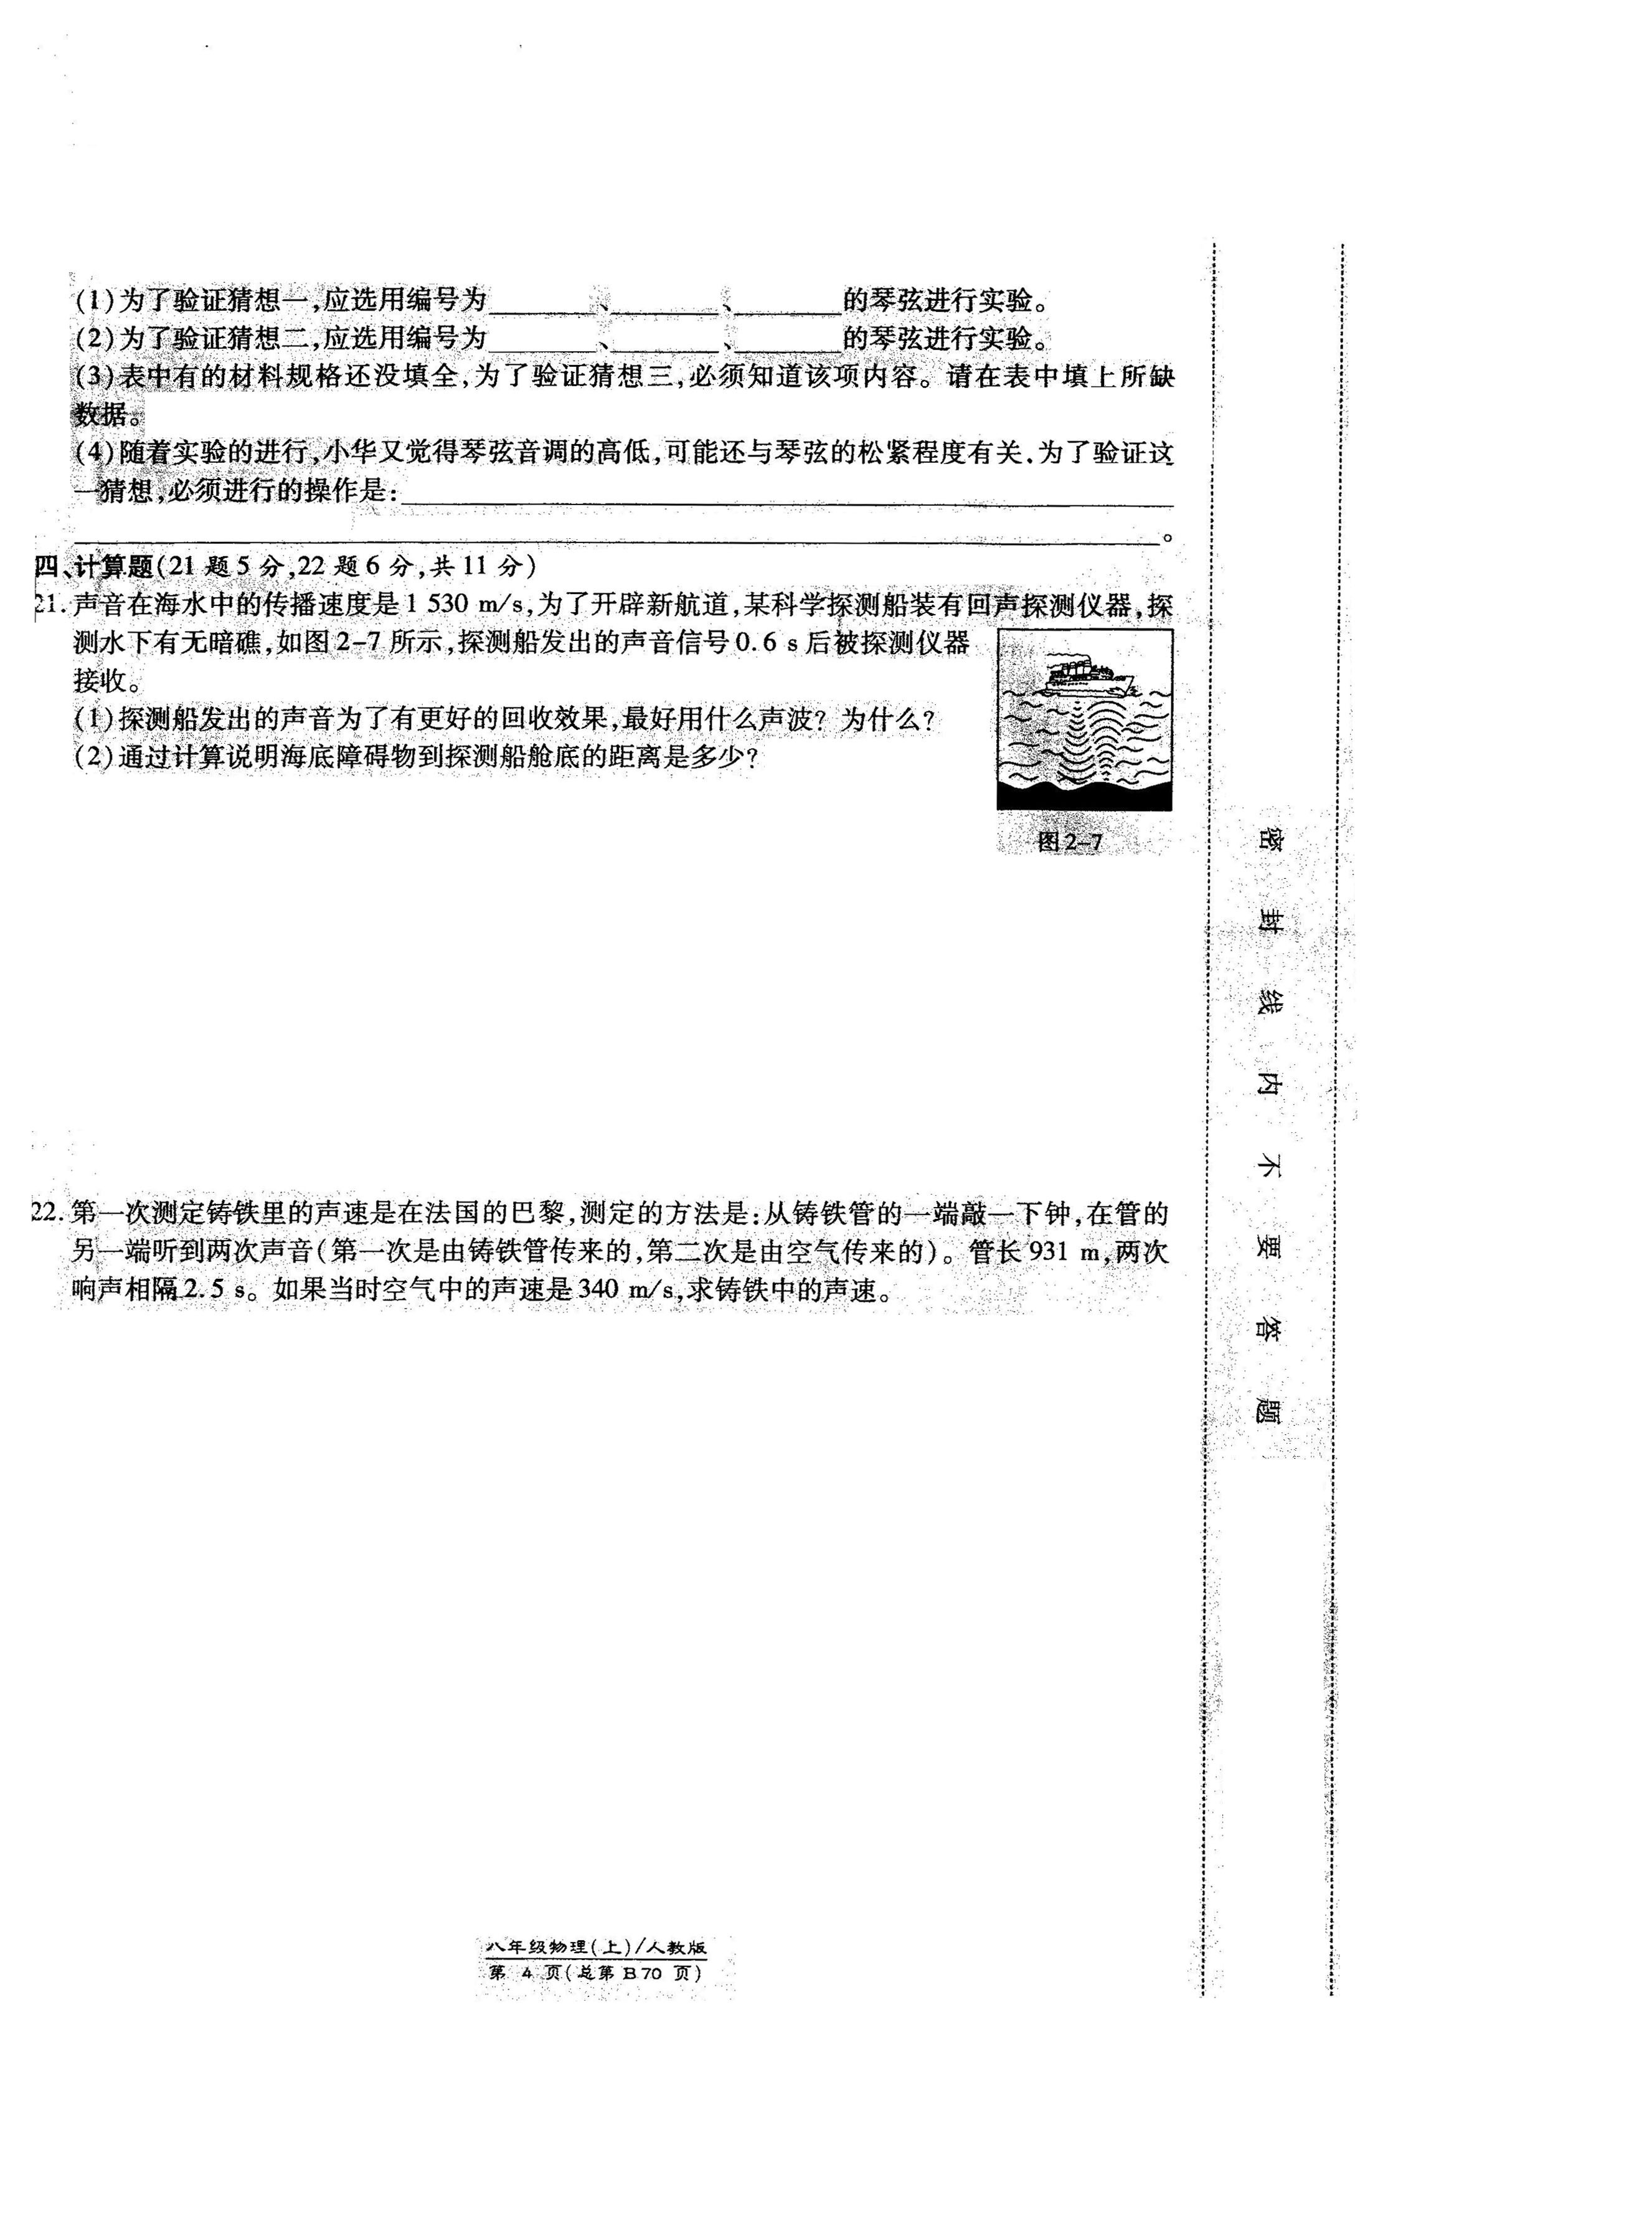 (1)为了验证猜想一,应选用编号为________、________、________的琴弦进行实验。
(2)为了验证猜想二,应选用编号为________、________、________的琴弦进行实验。
(3)表中有的材料规格还没填全,为了验证猜想三,必须知道该项内容。请在表中填上所缺
数据。
(4)随着实验的进行,小华又觉得琴弦音调的高低,可能还与琴弦的松紧程度有关.为了验证这
一猜想,必须进行的操作是:________________
________________。
四、计算题(21 题 5 分,22 题 6 分,共 11 分)
21.声音在海水中的传播速度是 1 530 m/s,为了开辟新航道,某科学探测船装有回声探测仪器,探
测水下有无暗礁,如图 2-7 所示,探测船发出的声音信号 0.6 s 后被探测仪器
接收。
(1)探测船发出的声音为了有更好的回收效果,最好用什么声波? 为什么?
(2)通过计算说明海底障碍物到探测船舱底的距离是多少?
图 2-7
22.第一次测定铸铁里的声速是在法国的巴黎,测定的方法是:从铸铁管的一端敲一下钟,在管的
另一端听到两次声音(第一次是由铸铁管传来的,第二次是由空气传来的)。管长 931 m,两次
响声相隔 2.5 s。如果当时空气中的声速是 340 m/s,求铸铁中的声速。
八年级物理(上)/人教版
第 4 页(总第 B70 页)
密封线内不要答题